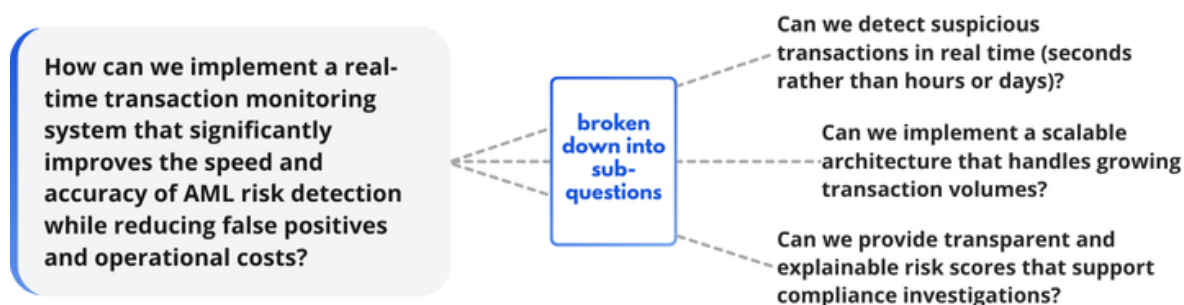 How can we implement a real-
time transaction monitoring
system that significantly
improves the speed and
accuracy of AML risk detection
while reducing false positives
and operational costs?
broken
down into
sub-
questions
Can we detect suspicious
transactions in real time (seconds
rather than hours or days)?
Can we implement a scalable
architecture that handles growing
transaction volumes?
Can we provide transparent and
explainable risk scores that support
compliance investigations?